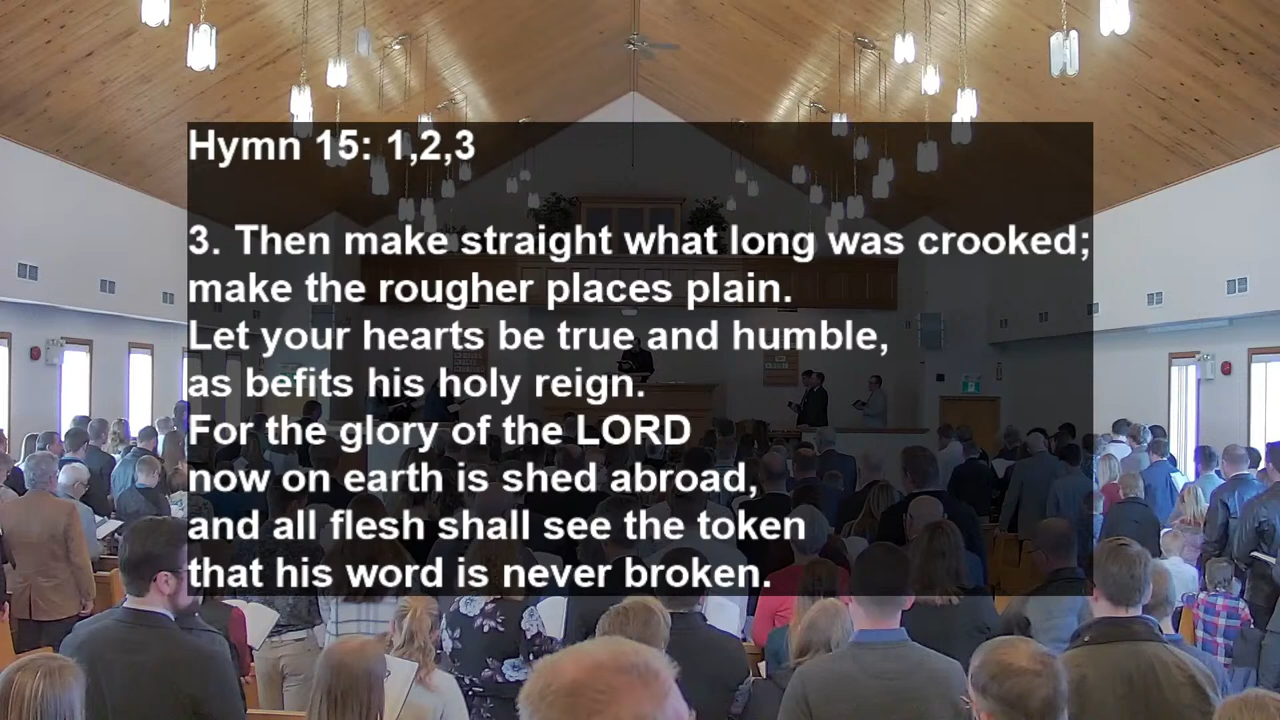 Hymn 15: 1,2,3
3. Then make straight what long was crooked;
make the rougher places plain.
Let your hearts be true and humble,
as befits his holy reign.
For the glory of the LORD
now on earth is shed abroad,
and all flesh shall see the token
that his word is never broken.